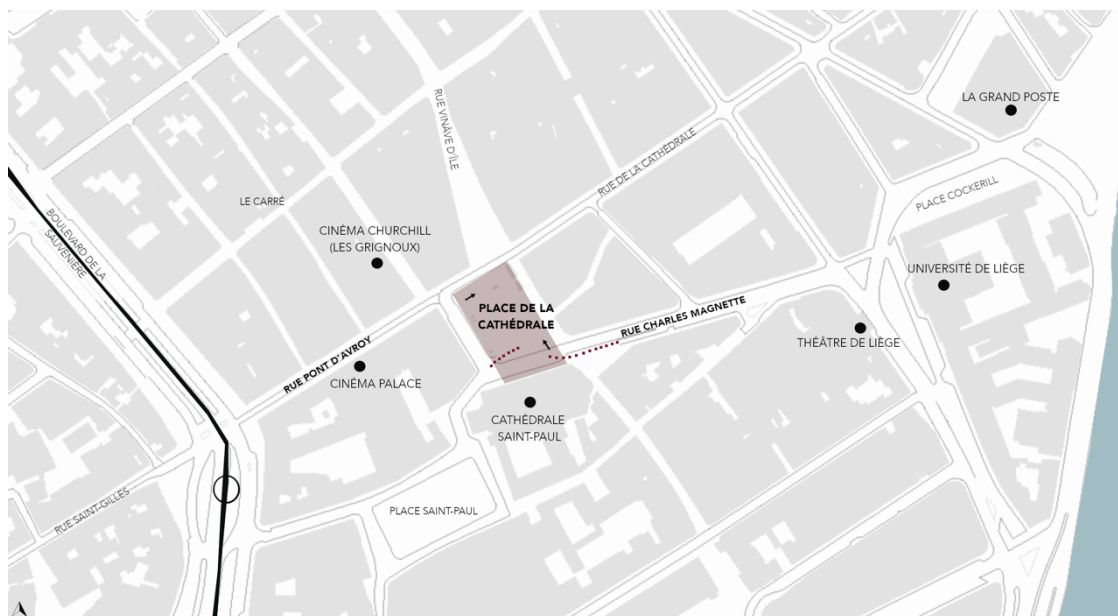 LA GRAND POSTE
RUE VINÂVE D'ÎLE
RUE DE LA CATHÉDRALE
LE CARRÉ
PLACE COCKERILL
BOULEVARD DE LA
SAUVENIÈRE
CINÉMA CHURCHILL
(LES GRIGNOUX)
UNIVERSITÉ DE LIÈGE
PLACE DE LA
CATHÉDRALE
RUE CHARLES MAGNETTE
THÉÂTRE DE LIÈGE
RUE PONT D'AVROY
CINÉMA PALACE
CATHÉDRALE
SAINT-PAUL
PLACE SAINT-PAUL
RUE SAINT-GILLES